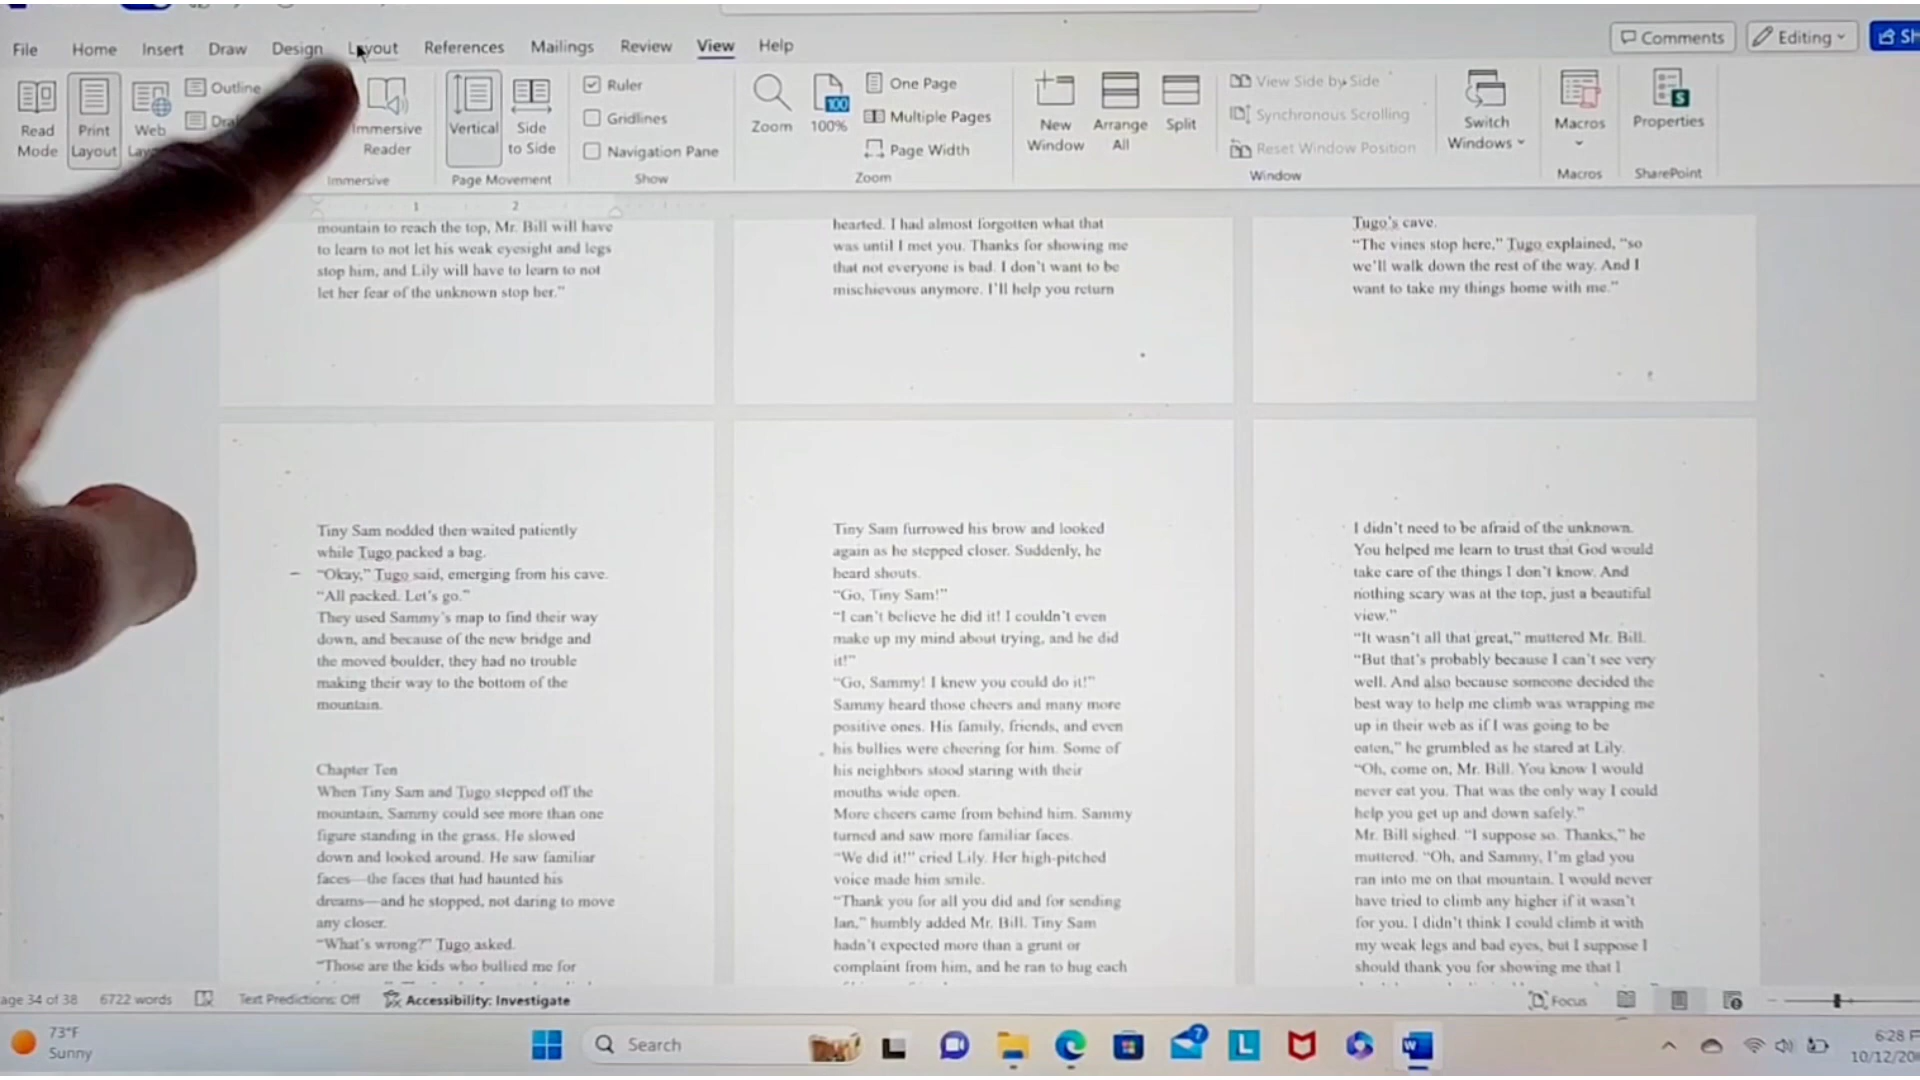 File Home Insert Draw Design Layout References Mailings Review View Help
Comments Editing
Read Mode
Print Layout
Web
Outline
Immersive Reader
Immersive
Vertical
Side to Side
Page Movement
Ruler
Gridlines
Navigation Pane
Show
Zoom
100
100%
One Page
Multiple Pages
Page Width
Zoom
New Window
Arrange All
Split
View Side by Side
Synchronous Scrolling
Reset Window Position
Switch Windows
Window
Macros
Macros
Properties
SharePoint
1 2
mountain to reach the top, Mr. Bill will have
to learn to not let his weak eyesight and legs
stop him, and Lily will have to learn to not
let her fear of the unknown stop her.”
hearted. I had almost forgotten what that
was until I met you. Thanks for showing me
that not everyone is bad. I don’t want to be
mischievous anymore. I’ll help you return
Tugo’s cave.
“The vines stop here,” Tugo explained, “so
we’ll walk down the rest of the way. And I
want to take my things home with me.”
Tiny Sam nodded then waited patiently
while Tugo packed a bag.
“Okay,” Tugo said, emerging from his cave.
“All packed. Let’s go.”
They used Sammy’s map to find their way
down, and because of the new bridge and
the moved boulder, they had no trouble
making their way to the bottom of the
mountain.
Chapter Ten
When Tiny Sam and Tugo stepped off the
mountain, Sammy could see more than one
figure standing in the grass. He slowed
down and looked around. He saw familiar
faces—the faces that had haunted his
dreams—and he stopped, not daring to move
any closer.
“What’s wrong?” Tugo asked.
“Those are the kids who bullied me for
Tiny Sam furrowed his brow and looked
again as he stepped closer. Suddenly, he
heard shouts.
“Go, Tiny Sam!”
“I can’t believe he did it! I couldn’t even
make up my mind about trying, and he did
it!”
“Go, Sammy! I knew you could do it!”
Sammy heard those cheers and many more
positive ones. His family, friends, and even
his bullies were cheering for him. Some of
his neighbors stood staring with their
mouths wide open.
More cheers came from behind him. Sammy
turned and saw more familiar faces.
“We did it!” cried Lily. Her high-pitched
voice made him smile.
“Thank you for all you did and for sending
Ian,” humbly added Mr. Bill. Tiny Sam
hadn’t expected more than a grunt or
complaint from him, and he ran to hug each
I didn’t need to be afraid of the unknown.
You helped me learn to trust that God would
take care of the things I don’t know. And
nothing scary was at the top, just a beautiful
view.”
“It wasn’t all that great,” muttered Mr. Bill.
“But that’s probably because I can’t see very
well. And also because someone decided the
best way to help me climb was wrapping me
up in their web as if I was going to be
eaten,” he grumbled as he stared at Lily.
“Oh, come on, Mr. Bill. You know I would
never eat you. That was the only way I could
help you get up and down safely.”
Mr. Bill sighed. “I suppose so. Thanks,” he
muttered. “Oh, and Sammy, I’m glad you
ran into me on that mountain. I would never
have tried to climb any higher if it wasn’t
for you. I didn’t think I could climb it with
my weak legs and bad eyes, but I suppose I
should thank you for showing me that I
age 34 of 38 6722 words Text Predictions: Off Accessibility: Investigate Focus
73°F
Sunny
Search
7
L
W
6:28
10/12/20